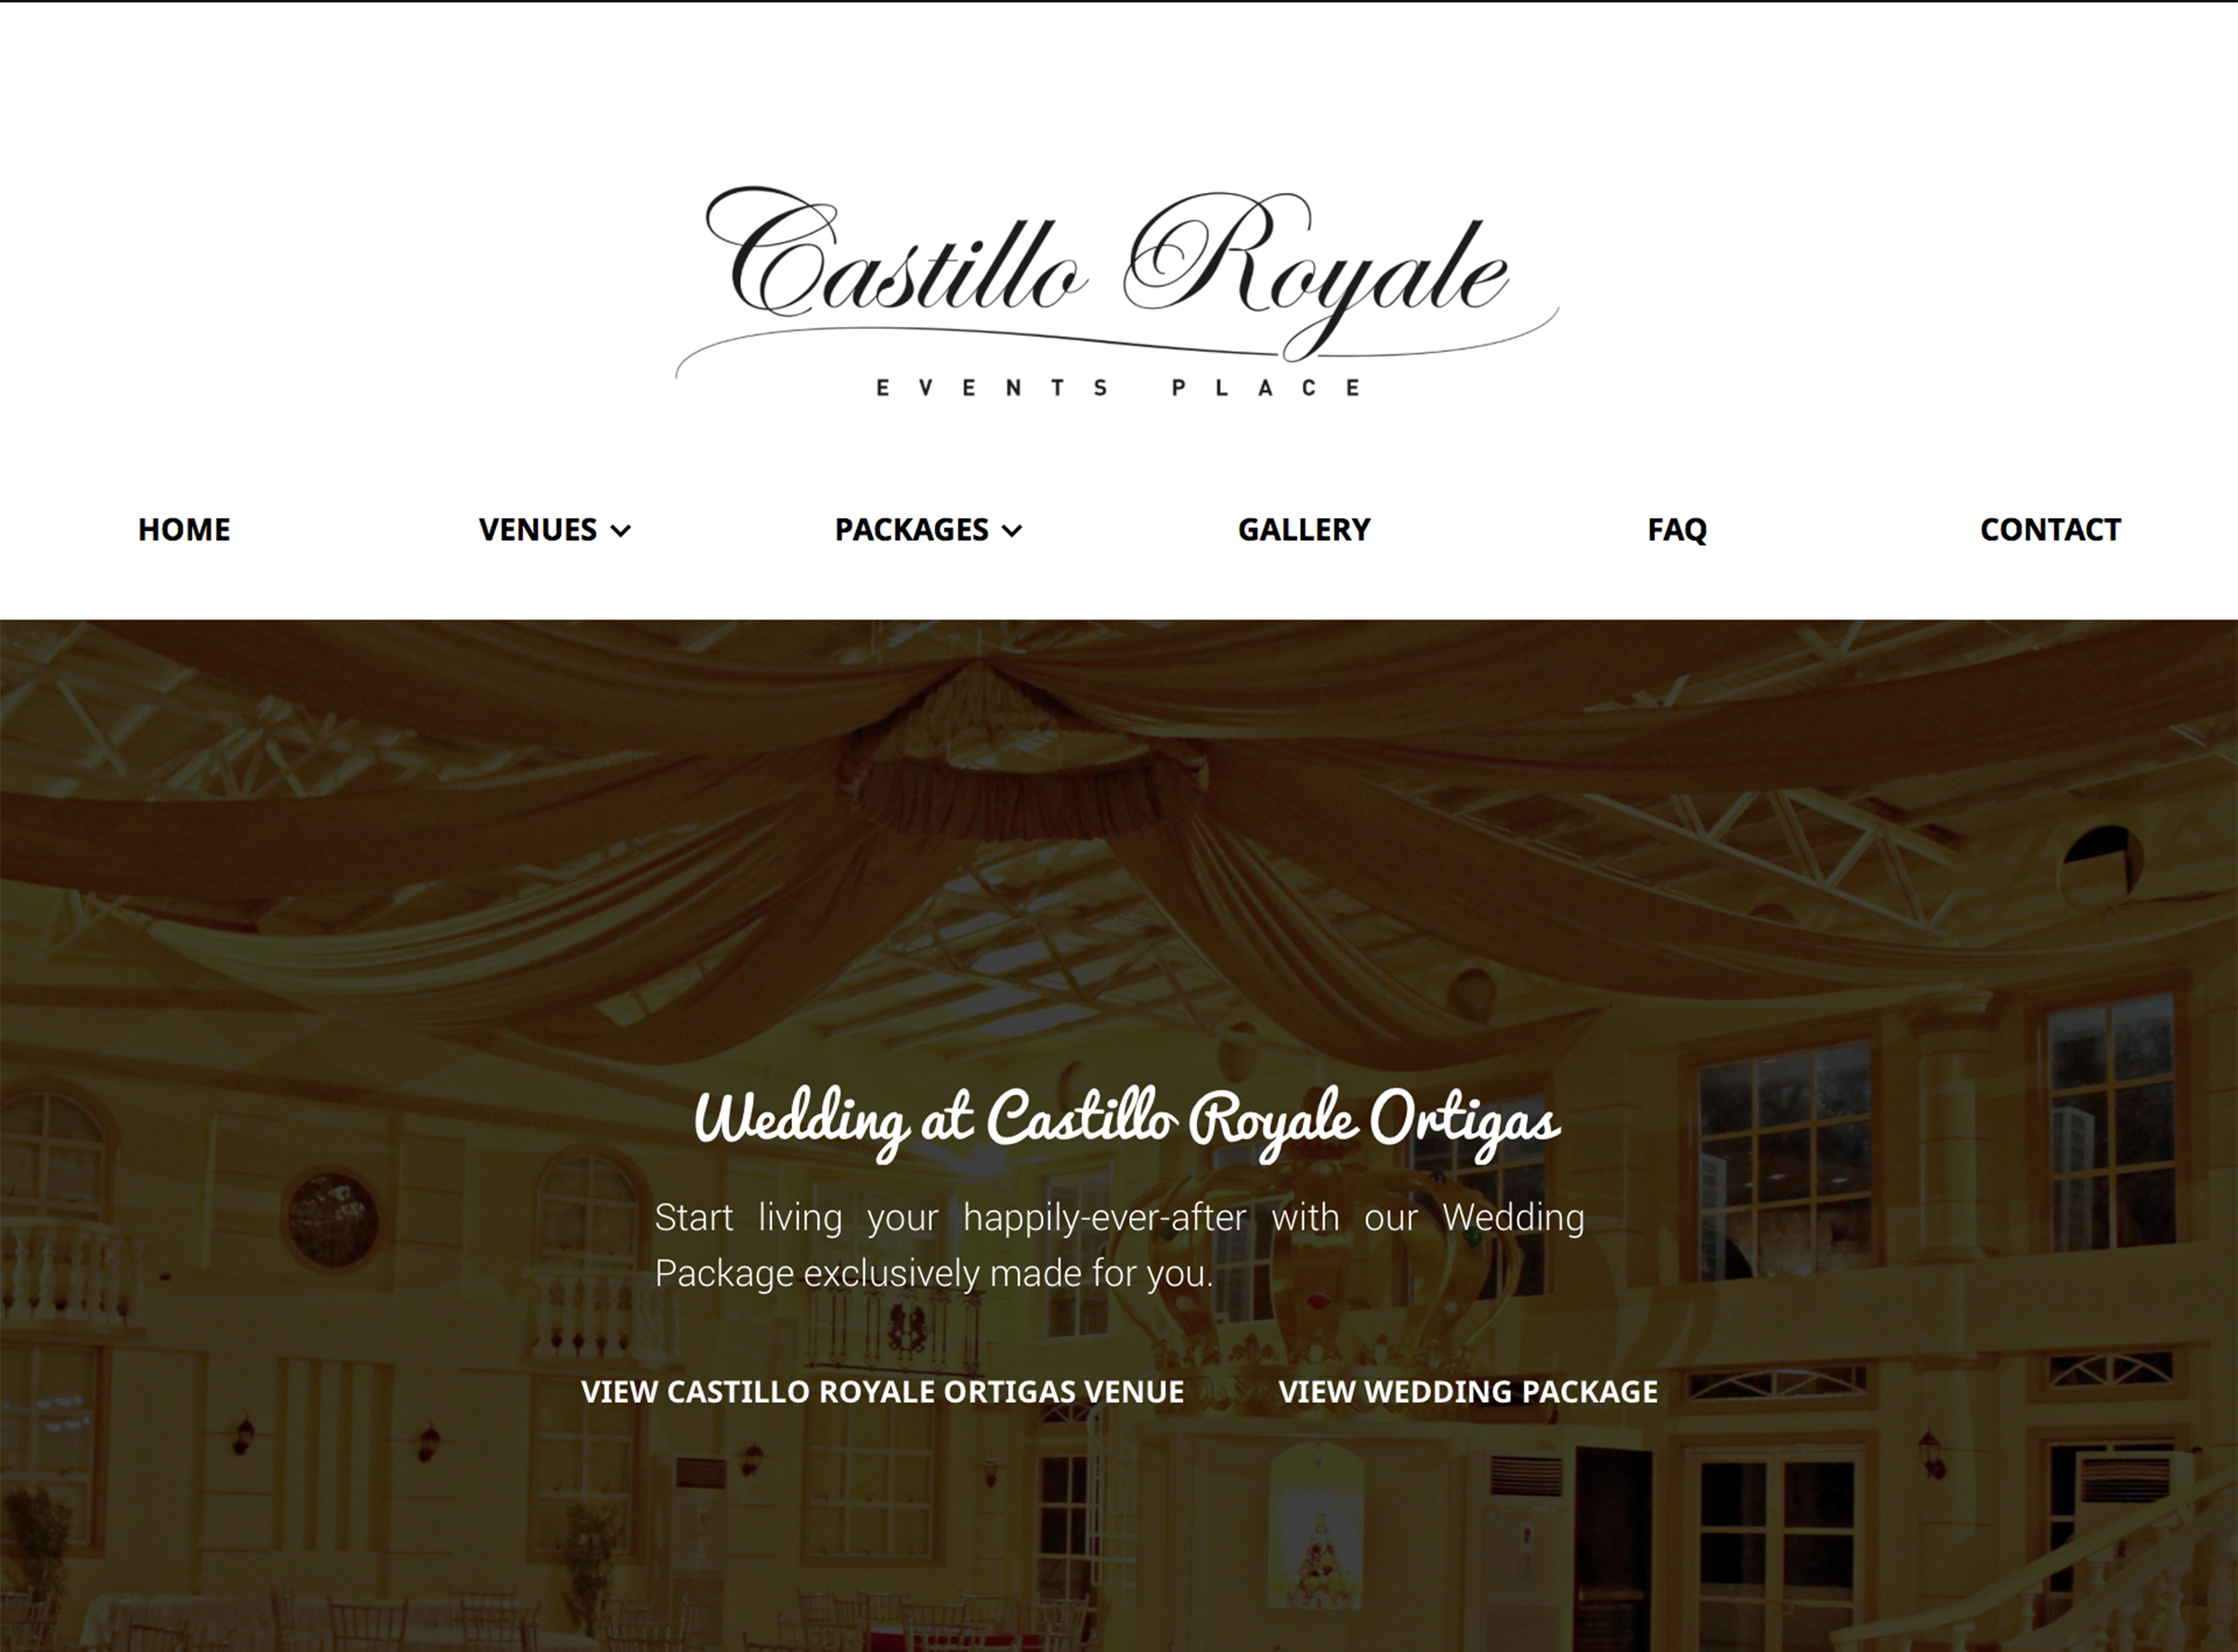 Castillo Royale
EVENTS PLACE
HOME VENUES PACKAGES GALLERY FAQ CONTACT
Wedding at Castillo Royale Ortigas
Start living your happily-ever-after with our Wedding
Package exclusively made for you.
VIEW CASTILLO ROYALE ORTIGAS VENUE VIEW WEDDING PACKAGE